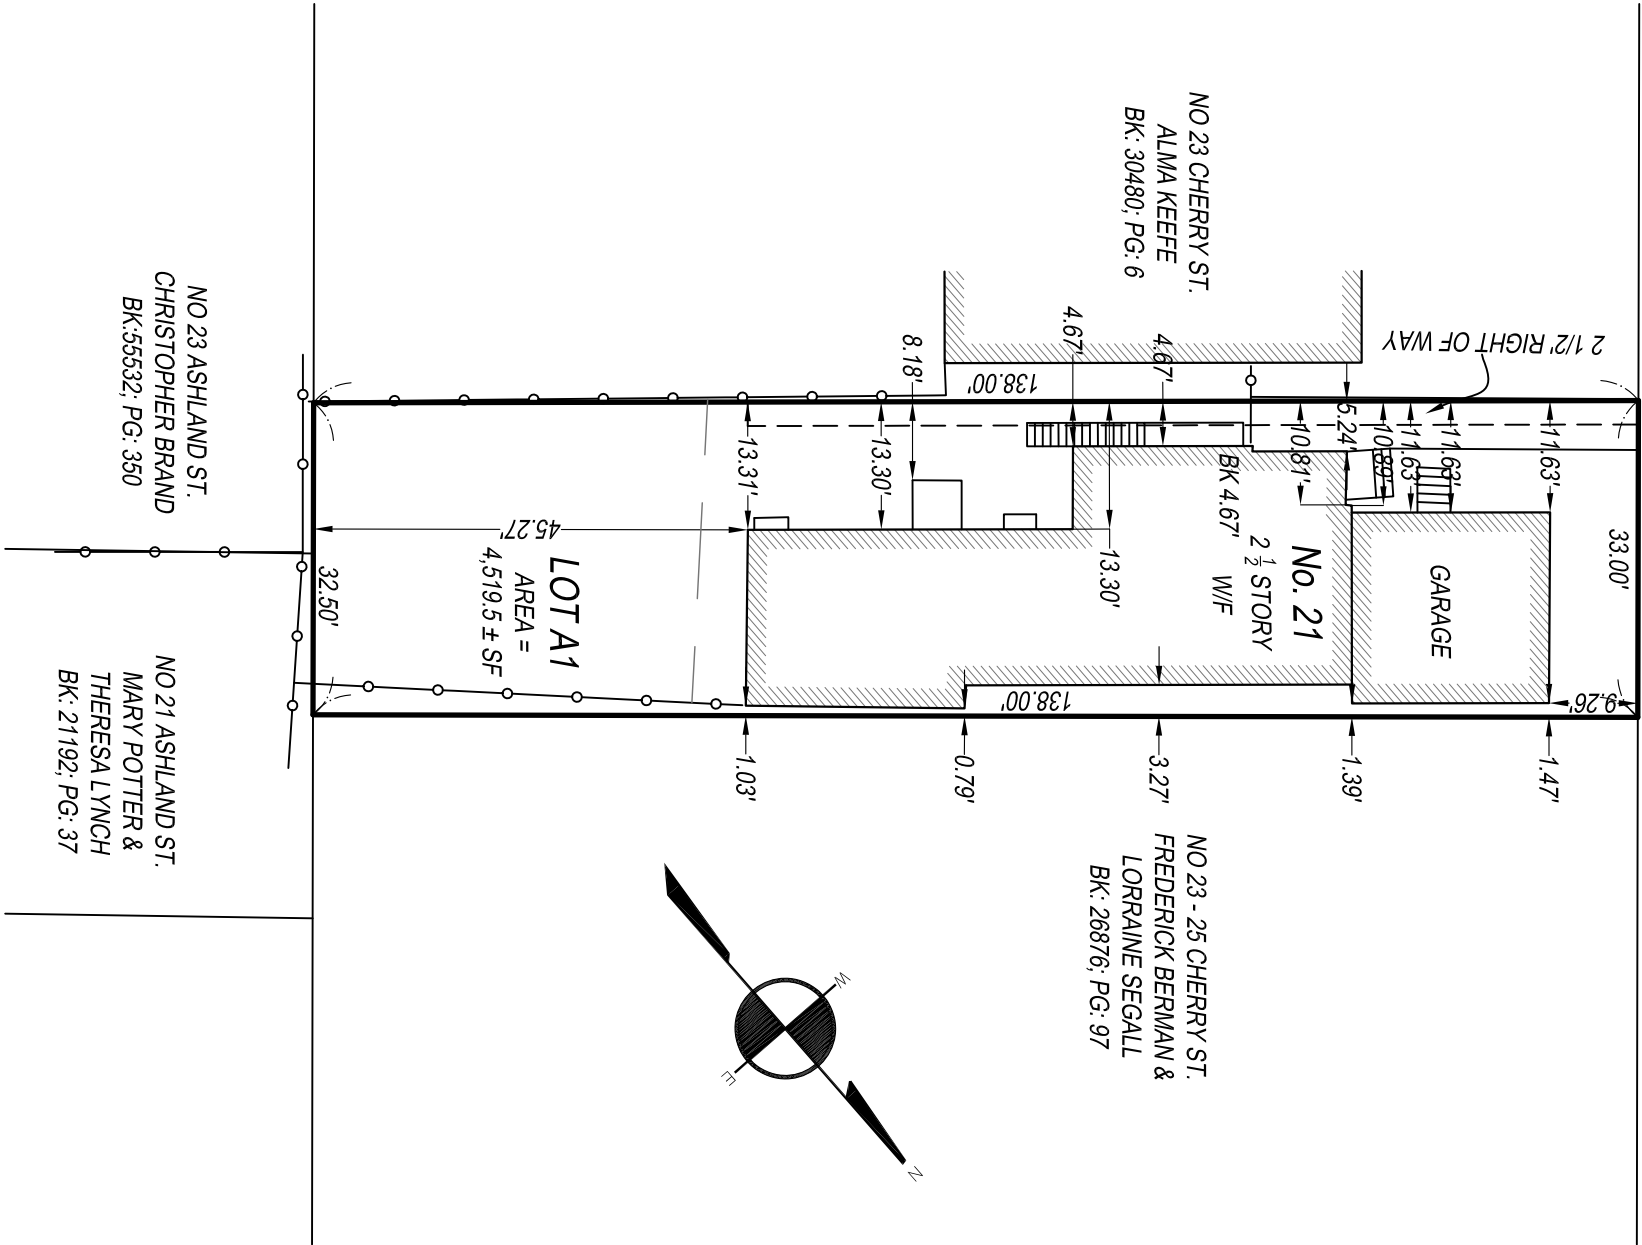 NO 23 CHERRY ST.
ALMA KEEFE
BK: 30480; PG: 6
2 1/2' RIGHT OF WAY
NO 23 ASHLAND ST.
CHRISTOPHER BRAND
BK:55532; PG: 350
NO 21 ASHLAND ST.
MARY POTTER &
THERESA LYNCH
BK: 21192; PG: 37
NO 23 - 25 CHERRY ST.
FREDERICK BERMAN &
LORRAINE SEGALL
BK: 26876; PG: 97
LOT A1
AREA =
4,519.5 ± SF
No. 21
2 1/2 STORY
W/F
BK 4.67'
GARAGE
138.00'
138.00'
33.00'
32.50'
45.27'
9.26'
8.18'
4.67'
4.67'
5.24'
13.31'
13.30'
13.30'
10.81'
10.89'
11.63'
11.63'
11.63'
1.03'
0.79'
3.27'
1.39'
1.47'
W
E
N